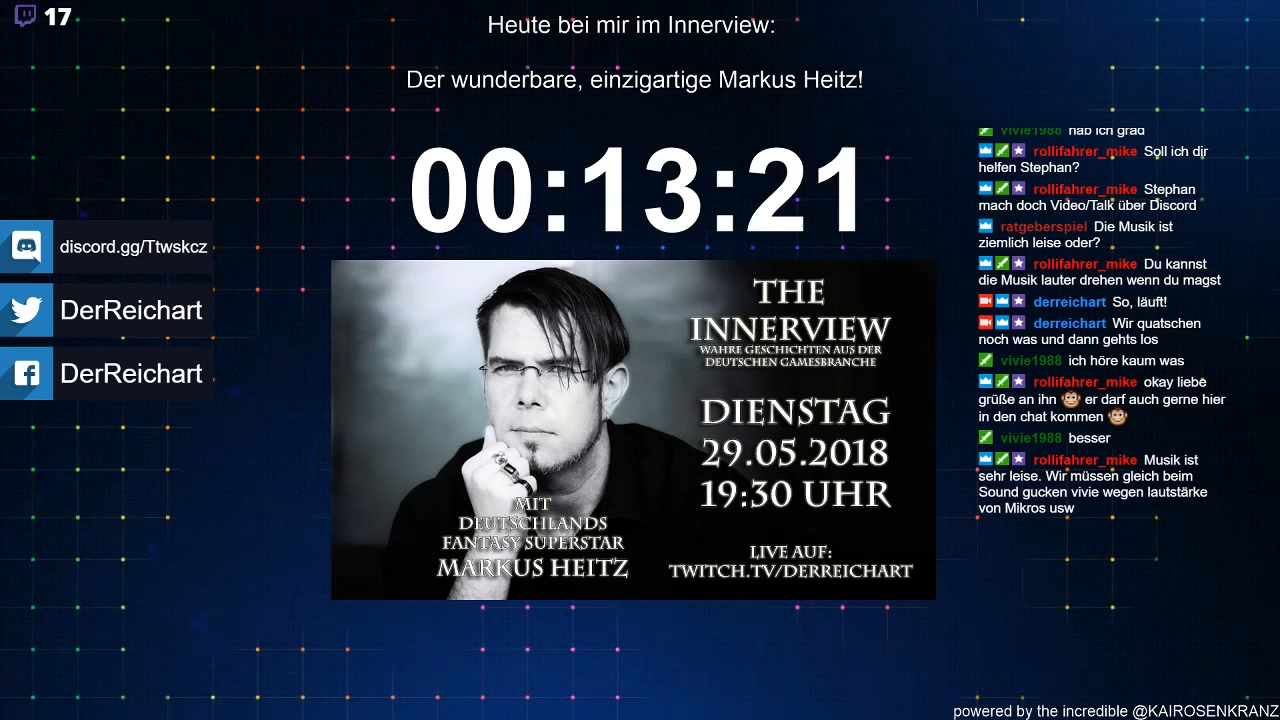 17
Heute bei mir im Innerview:
Der wunderbare, einzigartige Markus Heitz!
00:13:21
discord.gg/Ttwskcz
DerReichart
DerReichart
THE
INNERVIEW
WAHRE GESCHICHTEN AUS DER
DEUTSCHEN GAMESBRANCHE
DIENSTAG
29.05.2018
19:30 UHR
MIT
DEUTSCHLANDS
FANTASY SUPERSTAR
MARKUS HEITZ
LIVE AUF:
TWITCH.TV/DERREICHART
vivie1988 hab ich grad
rollifahrer_mike Soll ich dir
helfen Stephan?
rollifahrer_mike Stephan
mach doch Video/Talk über Discord
ratgeberspiel Die Musik ist
ziemlich leise oder?
rollifahrer_mike Du kannst
die Musik lauter drehen wenn du magst
derreichart So, läuft!
derreichart Wir quatschen
noch was und dann gehts los
vivie1988 ich höre kaum was
rollifahrer_mike okay liebe
grüße an ihn 🐵 er darf auch gerne hier
in den chat kommen 🐵
vivie1988 besser
rollifahrer_mike Musik ist
sehr leise. Wir müssen gleich beim
Sound gucken vivie wegen lautstärke
von Mikros usw
powered by the incredible @KAIROSENKRANZ